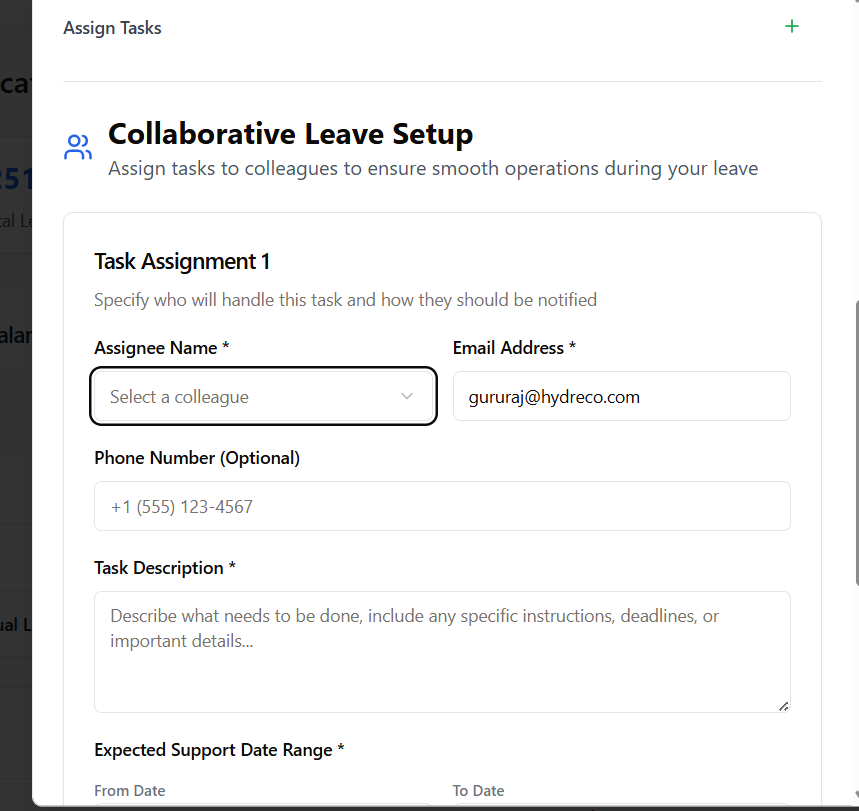 Assign Tasks
Collaborative Leave Setup
Assign tasks to colleagues to ensure smooth operations during your leave
Task Assignment 1
Specify who will handle this task and how they should be notified
Assignee Name *
Email Address *
Select a colleague
gururaj@hydreco.com
Phone Number (Optional)
+1 (555) 123-4567
Task Description *
Describe what needs to be done, include any specific instructions, deadlines, or
important details...
Expected Support Date Range *
From Date
To Date